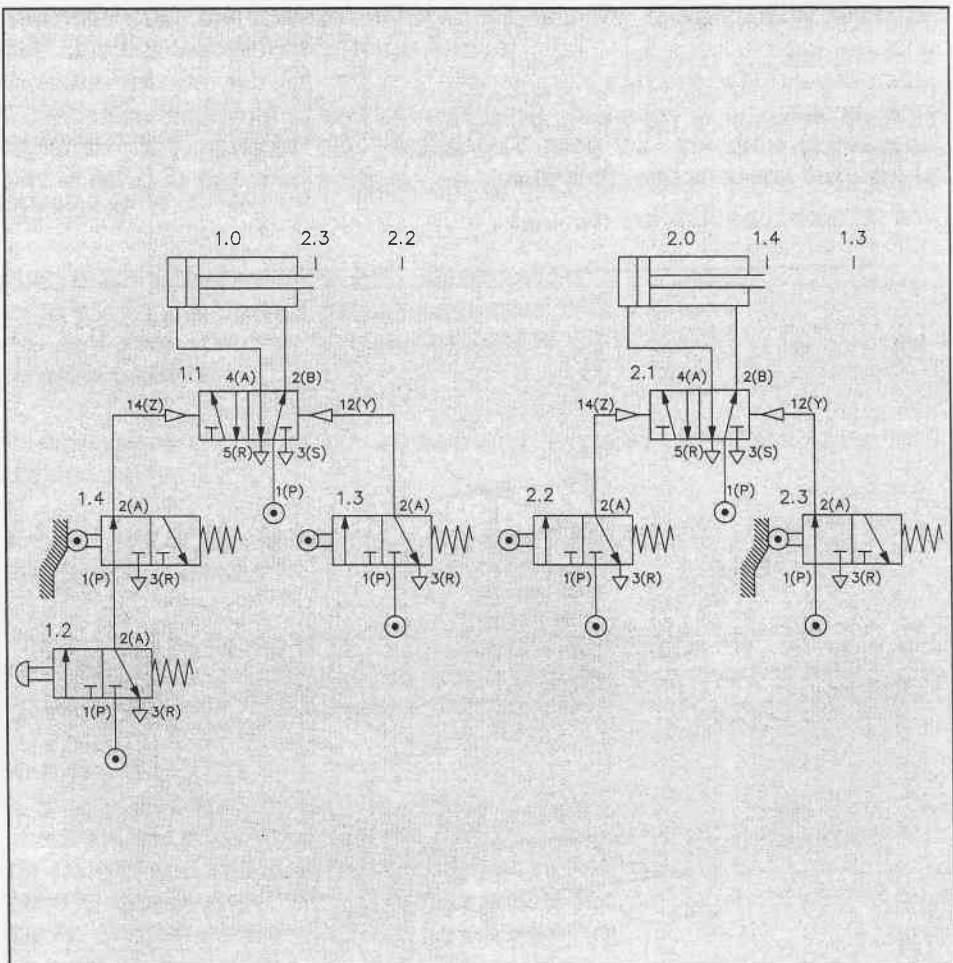 1.0 2.3 2.2 2.0 1.4 1.3
1.1 4(A) 2(B) 2.1 4(A) 2(B)
14(Z) 12(Y) 14(Z) 12(Y)
5(R) 3(S) 5(R) 3(S)
1(P) 1(P)
1.4 2(A) 1.3 2(A) 2.2 2(A) 2.3 2(A)
1(P) 3(R) 1(P) 3(R) 1(P) 3(R) 1(P) 3(R)
1.2 2(A)
1(P) 3(R)